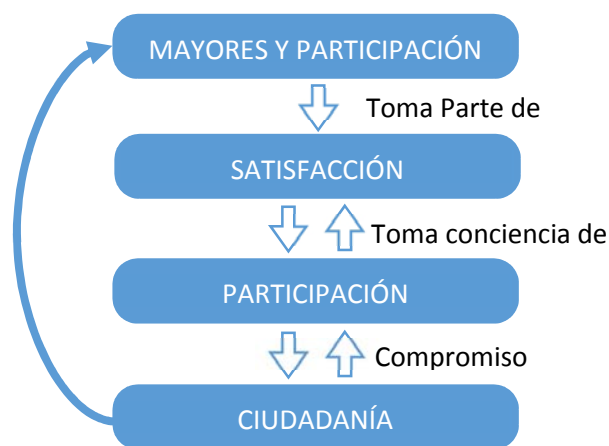 MAYORES Y PARTICIPACIÓN
Toma Parte de
SATISFACCIÓN
Toma conciencia de
PARTICIPACIÓN
Compromiso
CIUDADANÍA